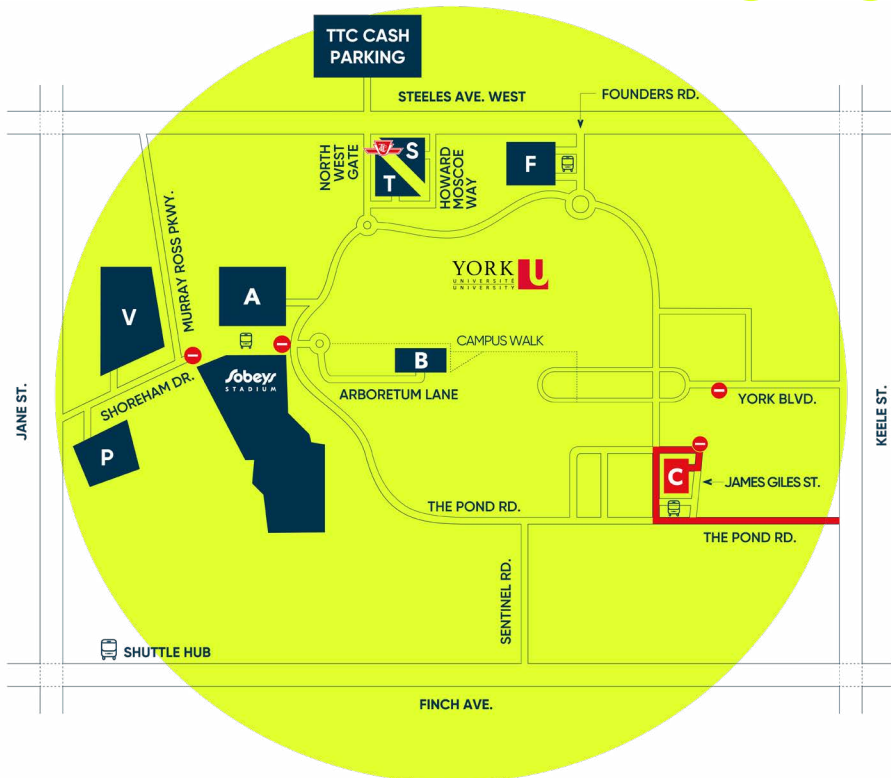 TTC CASH
PARKING
STEELES AVE. WEST
FOUNDERS RD.
NORTH
WEST
GATE
S
T
HOWARD
MOSCOE
WAY
F
MURRAY ROSS PKWY.
YORK
UNIVERSITÉ
UNIVERSITY
U
A
V
B
CAMPUS WALK
Sobeys
STADIUM
ARBORETUM LANE
SHOREHAM DR.
YORK BLVD.
JANE ST.
KEELE ST.
P
C
JAMES GILES ST.
THE POND RD.
THE POND RD.
SENTINEL RD.
SHUTTLE HUB
FINCH AVE.